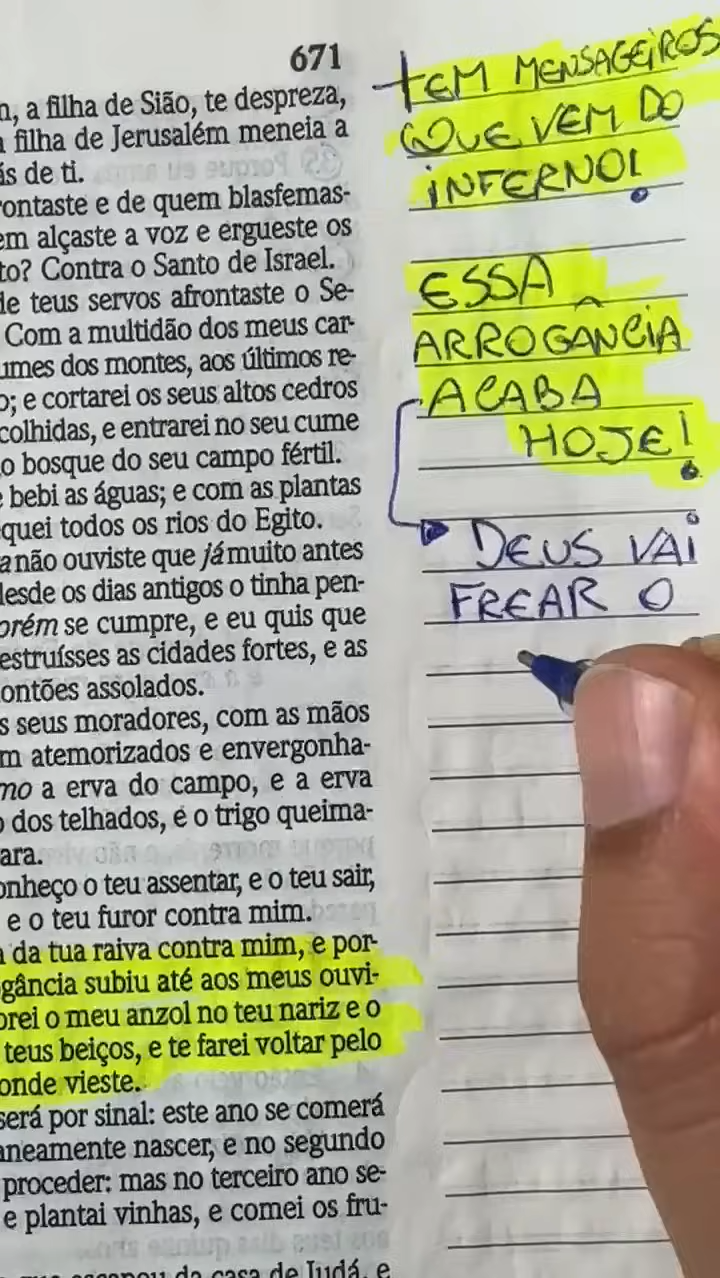 671
n, a filha de Sião, te despreza,
filha de Jerusalém meneia a
ás de ti.
rontaste e de quem blasfemas-
em alçaste a voz e ergueste os
to? Contra o Santo de Israel.
de teus servos afrontaste o Se-
Com a multidão dos meus car-
umes dos montes, aos últimos re-
o; e cortarei os seus altos cedros
colhidas, e entrarei no seu cume
o bosque do seu campo fértil.
e bebi as águas; e com as plantas
quei todos os rios do Egito.
a não ouviste que já muito antes
desde os dias antigos o tinha pen-
orém se cumpre, e eu quis que
estruísses as cidades fortes, e as
ontões assolados.
s seus moradores, com as mãos
m atemorizados e envergonha-
mo a erva do campo, e a erva
o dos telhados, e o trigo queima-
ara.
onheço o teu assentar, e o teu sair,
e o teu furor contra mim.
a da tua raiva contra mim, e por-
gância subiu até aos meus ouvi-
orei o meu anzol no teu nariz e o
teus beiços, e te farei voltar pelo
onde vieste.
será por sinal: este ano se comerá
aneamente nascer, e no segundo
proceder: mas no terceiro ano se-
e plantai vinhas, e comei os fru-
da casa de Judá, e
TEM MENSAGEIROS
QUE VEM DO
INFERNO!
ESSA
ARROGÂNCIA
ACABA
HOJE!
DEUS VAI
FREAR O